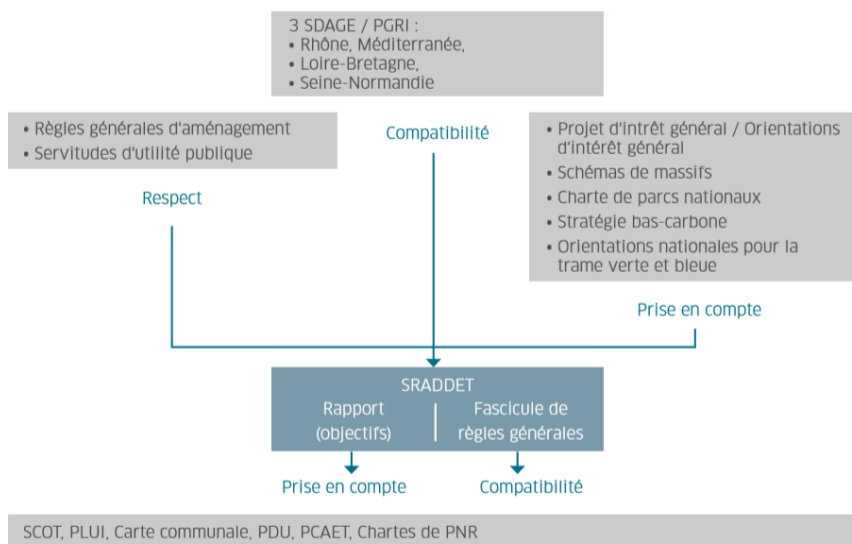 3 SDAGE / PGRI :
• Rhône, Méditerranée,
• Loire-Bretagne,
• Seine-Normandie
• Règles générales d'aménagement
• Servitudes d'utilité publique
Compatibilité
• Projet d'intrêt général / Orientations
d'intérêt général
• Schémas de massifs
• Charte de parcs nationaux
• Stratégie bas-carbone
• Orientations nationales pour la
trame verte et bleue
Respect
Prise en compte
SRADDET
Rapport
(objectifs)
Fascicule de
règles générales
Prise en compte
Compatibilité
SCOT, PLUI, Carte communale, PDU, PCAET, Chartes de PNR